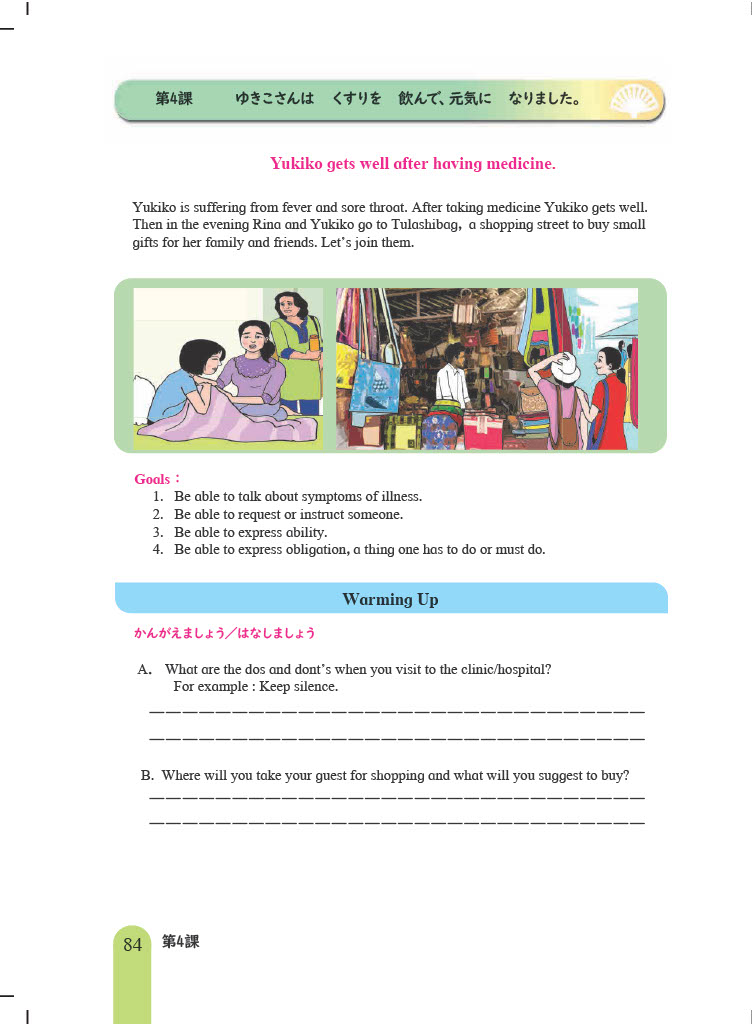 第4課 ゆきこさんは くすりを 飲んで、元気に なりました。
Yukiko gets well after having medicine.
Yukiko is suffering from fever and sore throat. After taking medicine Yukiko gets well.
Then in the evening Rina and Yukiko go to Tulashibag, a shopping street to buy small
gifts for her family and friends. Let's join them.
Goals：
1. Be able to talk about symptoms of illness.
2. Be able to request or instruct someone.
3. Be able to express ability.
4. Be able to express obligation, a thing one has to do or must do.
Warming Up
かんがえましょう／はなしましょう
A. What are the dos and dont's when you visit to the clinic/hospital?
For example : Keep silence.
B. Where will you take your guest for shopping and what will you suggest to buy?
84 第4課